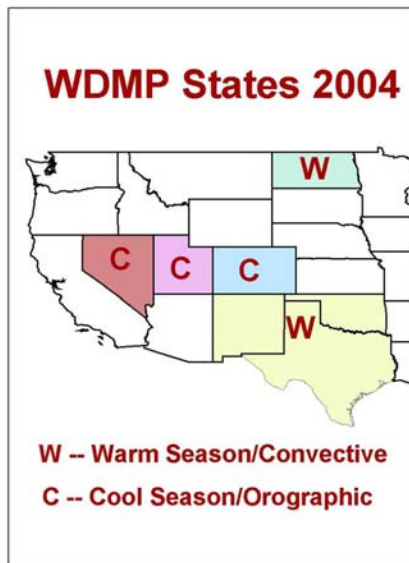 WDMP States 2004
W
C C C
W
W -- Warm Season/Convective
C -- Cool Season/Orographic